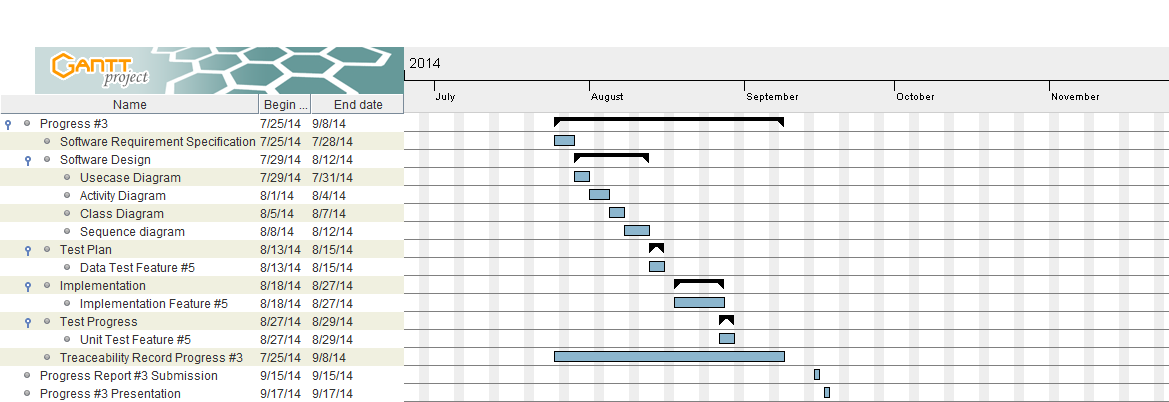 GANTT
project
2014
July August September October November
Name Begin ... End date
Progress #3 7/25/14 9/8/14
Software Requirement Specification 7/25/14 7/28/14
Software Design 7/29/14 8/12/14
Usecase Diagram 7/29/14 7/31/14
Activity Diagram 8/1/14 8/4/14
Class Diagram 8/5/14 8/7/14
Sequence diagram 8/8/14 8/12/14
Test Plan 8/13/14 8/15/14
Data Test Feature #5 8/13/14 8/15/14
Implementation 8/18/14 8/27/14
Implementation Feature #5 8/18/14 8/27/14
Test Progress 8/27/14 8/29/14
Unit Test Feature #5 8/27/14 8/29/14
Treaceability Record Progress #3 7/25/14 9/8/14
Progress Report #3 Submission 9/15/14 9/15/14
Progress #3 Presentation 9/17/14 9/17/14